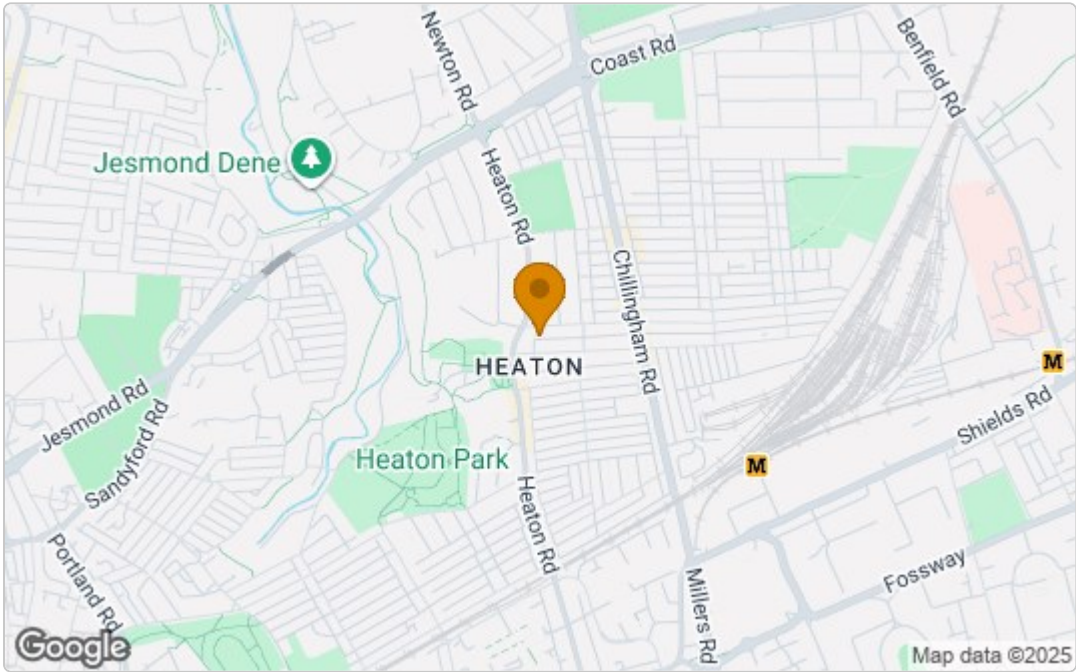 Newton Rd
Coast Rd
Benfield Rd
Jesmond Dene
Heaton Rd
Chillingham Rd
HEATON
M
Jesmond Rd
Shields Rd
Sandyford Rd
Heaton Park
M
Heaton Rd
Portland Rd
Fossway
Millers Rd
Google
Map data ©2025